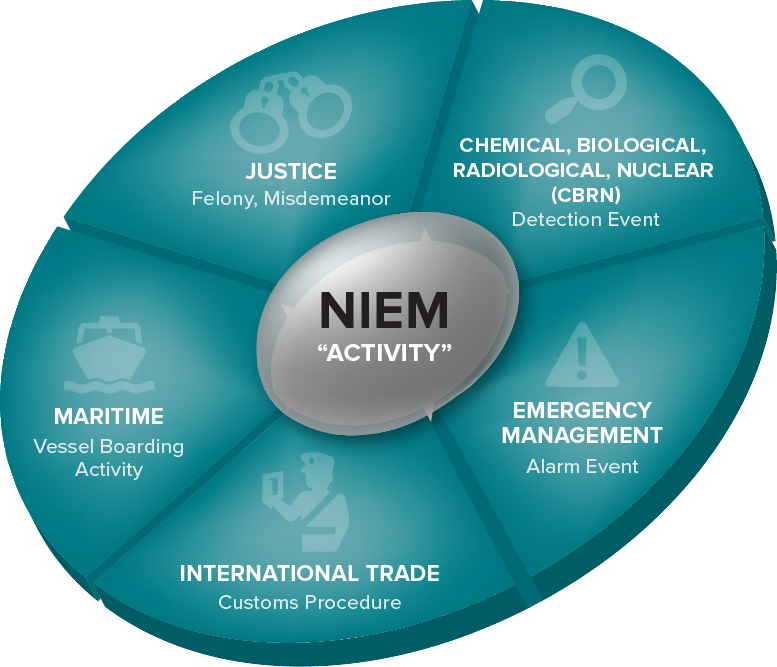 JUSTICE
Felony, Misdemeanor
CHEMICAL, BIOLOGICAL,
RADIOLOGICAL, NUCLEAR
(CBRN)
Detection Event
NIEM
“ACTIVITY”
MARITIME
Vessel Boarding
Activity
EMERGENCY
MANAGEMENT
Alarm Event
INTERNATIONAL TRADE
Customs Procedure